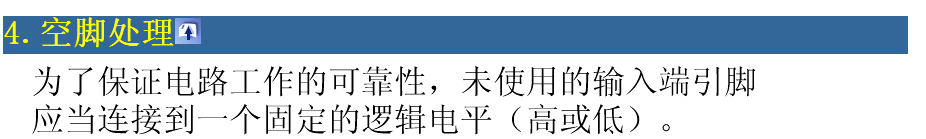 4. 空脚处理
为了保证电路工作的可靠性，未使用的输入端引脚
应当连接到一个固定的逻辑电平（高或低）。